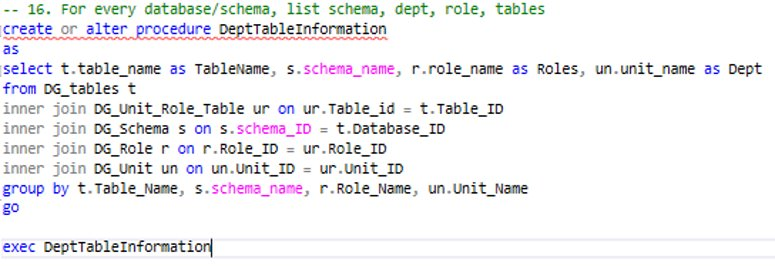 -- 16. For every database/schema, list schema, dept, role, tables
create or alter procedure DeptTableInformation
as
select t.table_name as TableName, s.schema_name, r.role_name as Roles, un.unit_name as Dept
from DG_tables t
inner join DG_Unit_Role_Table ur on ur.Table_id = t.Table_ID
inner join DG_Schema s on s.schema_ID = t.Database_ID
inner join DG_Role r on r.Role_ID = ur.Role_ID
inner join DG_Unit un on un.Unit_ID = ur.Unit_ID
group by t.Table_Name, s.schema_name, r.Role_Name, un.Unit_Name
go
exec DeptTableInformation